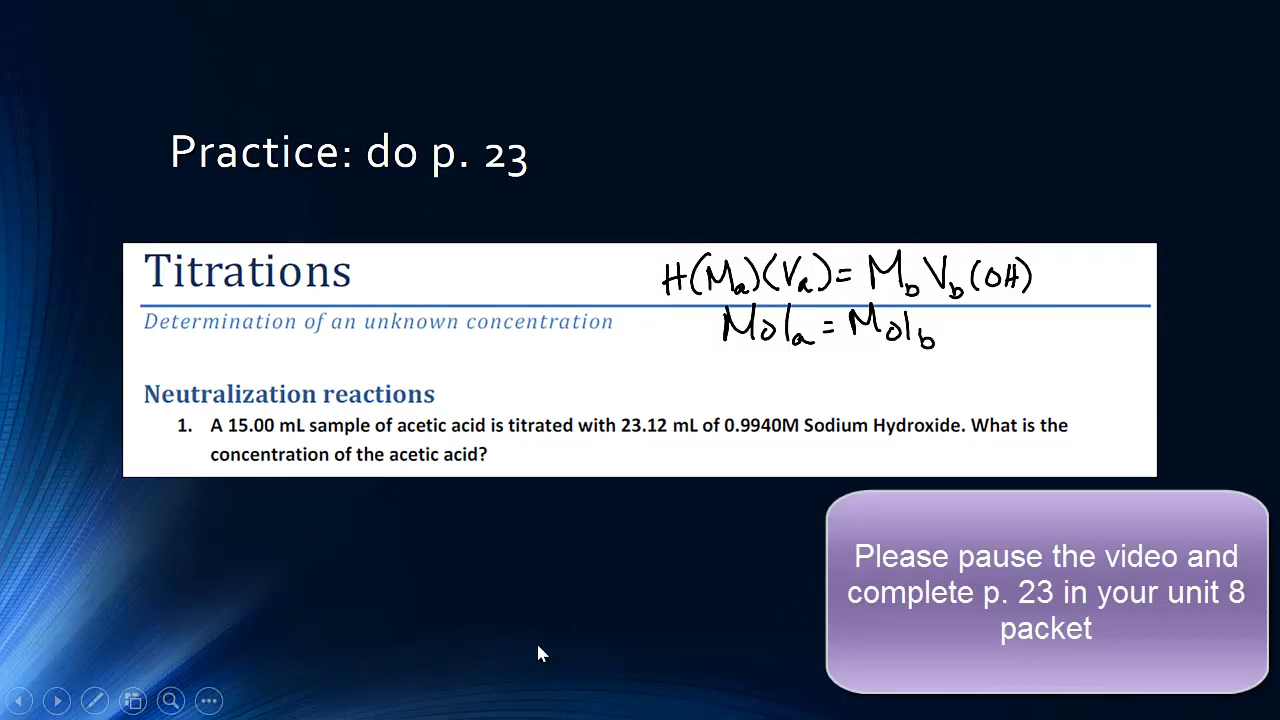 Practice: do p. 23
Titrations
H(Ma)(Va) = MbVb(OH)
Determination of an unknown concentration
Mola = Molb
Neutralization reactions
1. A 15.00 mL sample of acetic acid is titrated with 23.12 mL of 0.9940M Sodium Hydroxide. What is the
concentration of the acetic acid?
Please pause the video and
complete p. 23 in your unit 8
packet